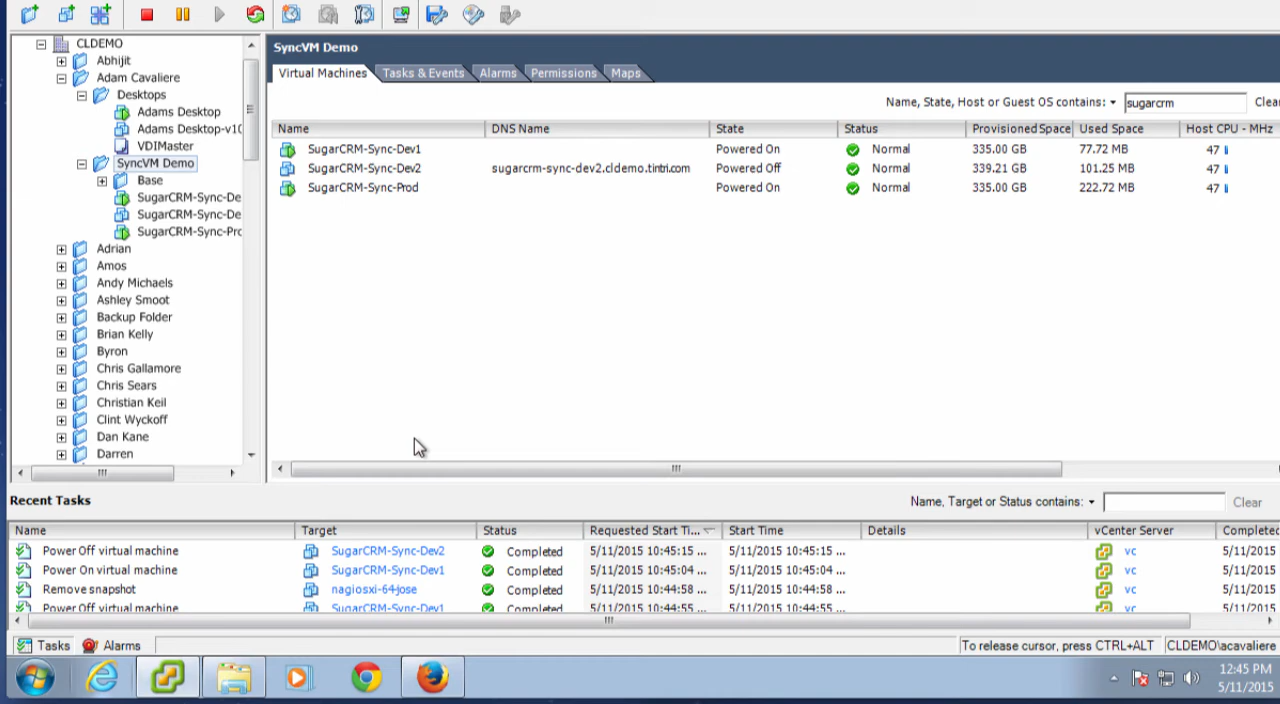 CLDEMO
Abhijit
Adam Cavaliere
Desktops
Adams Desktop
Adams Desktop-v10
VDIMaster
SyncVM Demo
Base
SugarCRM-Sync-De
SugarCRM-Sync-De
SugarCRM-Sync-Prc
Adrian
Amos
Andy Michaels
Ashley Smoot
Backup Folder
Brian Kelly
Byron
Chris Gallamore
Chris Sears
Christian Keil
Clint Wyckoff
Dan Kane
Darren
SyncVM Demo
Virtual Machines Tasks & Events Alarms Permissions Maps
Name, State, Host or Guest OS contains: sugarcrm Clear
Name DNS Name State Status Provisioned Space Used Space Host CPU - MHz
SugarCRM-Sync-Dev1 Powered On Normal 335.00 GB 77.72 MB 47
SugarCRM-Sync-Dev2 sugarcrm-sync-dev2.cldemo.tintri.com Powered Off Normal 339.21 GB 101.25 MB 47
SugarCRM-Sync-Prod Powered On Normal 335.00 GB 222.72 MB 47
Recent Tasks
Name, Target or Status contains: Clear
Name Target Status Requested Start Ti... Start Time Details vCenter Server Completed
Power Off virtual machine SugarCRM-Sync-Dev2 Completed 5/11/2015 10:45:15 ... 5/11/2015 10:45:15 ... vc 5/11/2015
Power On virtual machine SugarCRM-Sync-Dev1 Completed 5/11/2015 10:45:04 ... 5/11/2015 10:45:04 ... vc 5/11/2015
Remove snapshot nagiosxi-64-jose Completed 5/11/2015 10:44:58 ... 5/11/2015 10:44:58 ... vc 5/11/2015
Power Off virtual machine SugarCRM-Sync-Dev1 Completed 5/11/2015 10:44:55 ... 5/11/2015 10:44:55 ... vc 5/11/2015
Tasks Alarms To release cursor, press CTRL+ALT CLDEMO\acavaliere
12:45 PM
5/11/2015